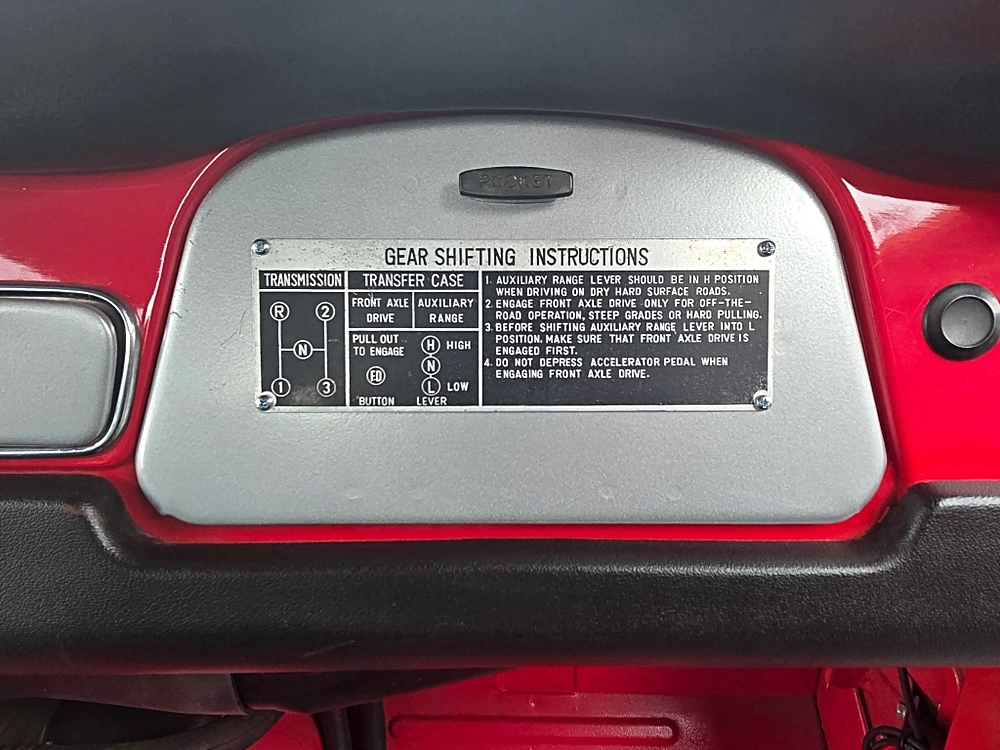 POCKET
GEAR SHIFTING INSTRUCTIONS
TRANSMISSION
R 2
N
1 3
TRANSFER CASE
FRONT AXLE
DRIVE
AUXILIARY
RANGE
PULL OUT
TO ENGAGE
FD
BUTTON
H HIGH
N
L LOW
LEVER
1. AUXILIARY RANGE LEVER SHOULD BE IN H POSITION
WHEN DRIVING ON DRY HARD SURFACE ROADS.
2. ENGAGE FRONT AXLE DRIVE ONLY FOR OFF-THE-
ROAD OPERATION, STEEP GRADES OR HARD PULLING.
3. BEFORE SHIFTING AUXILIARY RANGE LEVER INTO L
POSITION. MAKE SURE THAT FRONT AXLE DRIVE IS
ENGAGED FIRST.
4. DO NOT DEPRESS ACCELERATOR PEDAL WHEN
ENGAGING FRONT AXLE DRIVE.